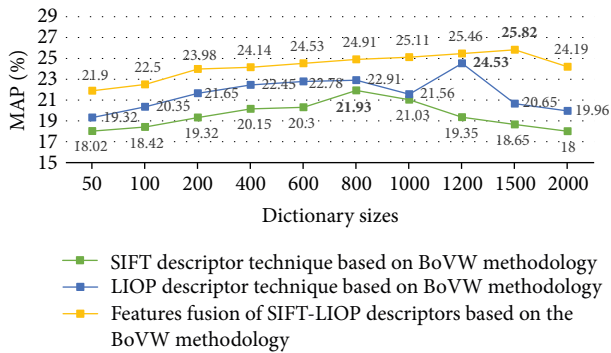 29
27
25
23
21
19
17
15
MAP (%)
21.9 22.5 23.98 24.14 24.53 24.91 25.11 25.46 25.82 24.19
19.32 20.35 21.65 22.45 22.78 22.91 21.56 24.53 20.65 19.96
18.02 18.42 19.32 20.15 20.3 21.93 21.03 19.35 18.65 18
50 100 200 400 600 800 1000 1200 1500 2000
Dictionary sizes
SIFT descriptor technique based on BoVW methodology
LIOP descriptor technique based on BoVW methodology
Features fusion of SIFT-LIOP descriptors based on the
BoVW methodology